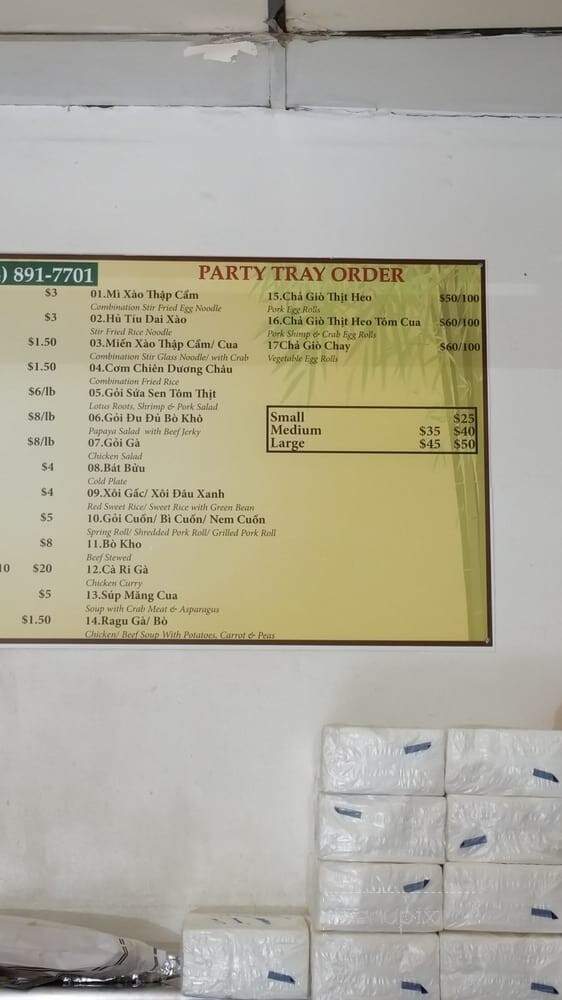 ) 891-7701
PARTY TRAY ORDER
$3
$3
$1.50
$1.50
$6/lb
$8/lb
$8/lb
$4
$4
$5
$8
10 $20
$5
$1.50
01.Mì Xào Thập Cẩm
Combination Stir Fried Egg Noodle
02.Hủ Tíu Dai Xào
Stir Fried Rice Noodle
03.Miến Xào Thập Cẩm/ Cua
Combination Stir Glass Noodle/ with Crab
04.Cơm Chiên Dương Châu
Combination Fried Rice
05.Gỏi Sứa Sen Tôm Thịt
Lotus Roots, Shrimp & Pork Salad
06.Gỏi Đu Đủ Bò Khô
Papaya Salad with Beef Jerky
07.Gỏi Gà
Chicken Salad
08.Bát Bửu
Cold Plate
09.Xôi Gấc/ Xôi Đậu Xanh
Red Sweet Rice/ Sweet Rice with Green Bean
10.Gỏi Cuốn/ Bì Cuốn/ Nem Cuốn
Spring Roll/ Shredded Pork Roll/ Grilled Pork Roll
11.Bò Kho
Beef Stewed
12.Cà Ri Gà
Chicken Curry
13.Súp Măng Cua
Soup with Crab Meat & Asparagus
14.Ragu Gà/ Bò
Chicken/ Beef Soup With Potatoes, Carrot & Peas
15.Chả Giò Thịt Heo $50/100
Pork Egg Rolls
16.Chả Giò Thịt Heo Tôm Cua $60/100
Pork Shimp & Crab Egg Rolls
17Chả Giò Chay $60/100
Vegetable Egg Rolls
Small $25
Medium $35 $40
Large $45 $50